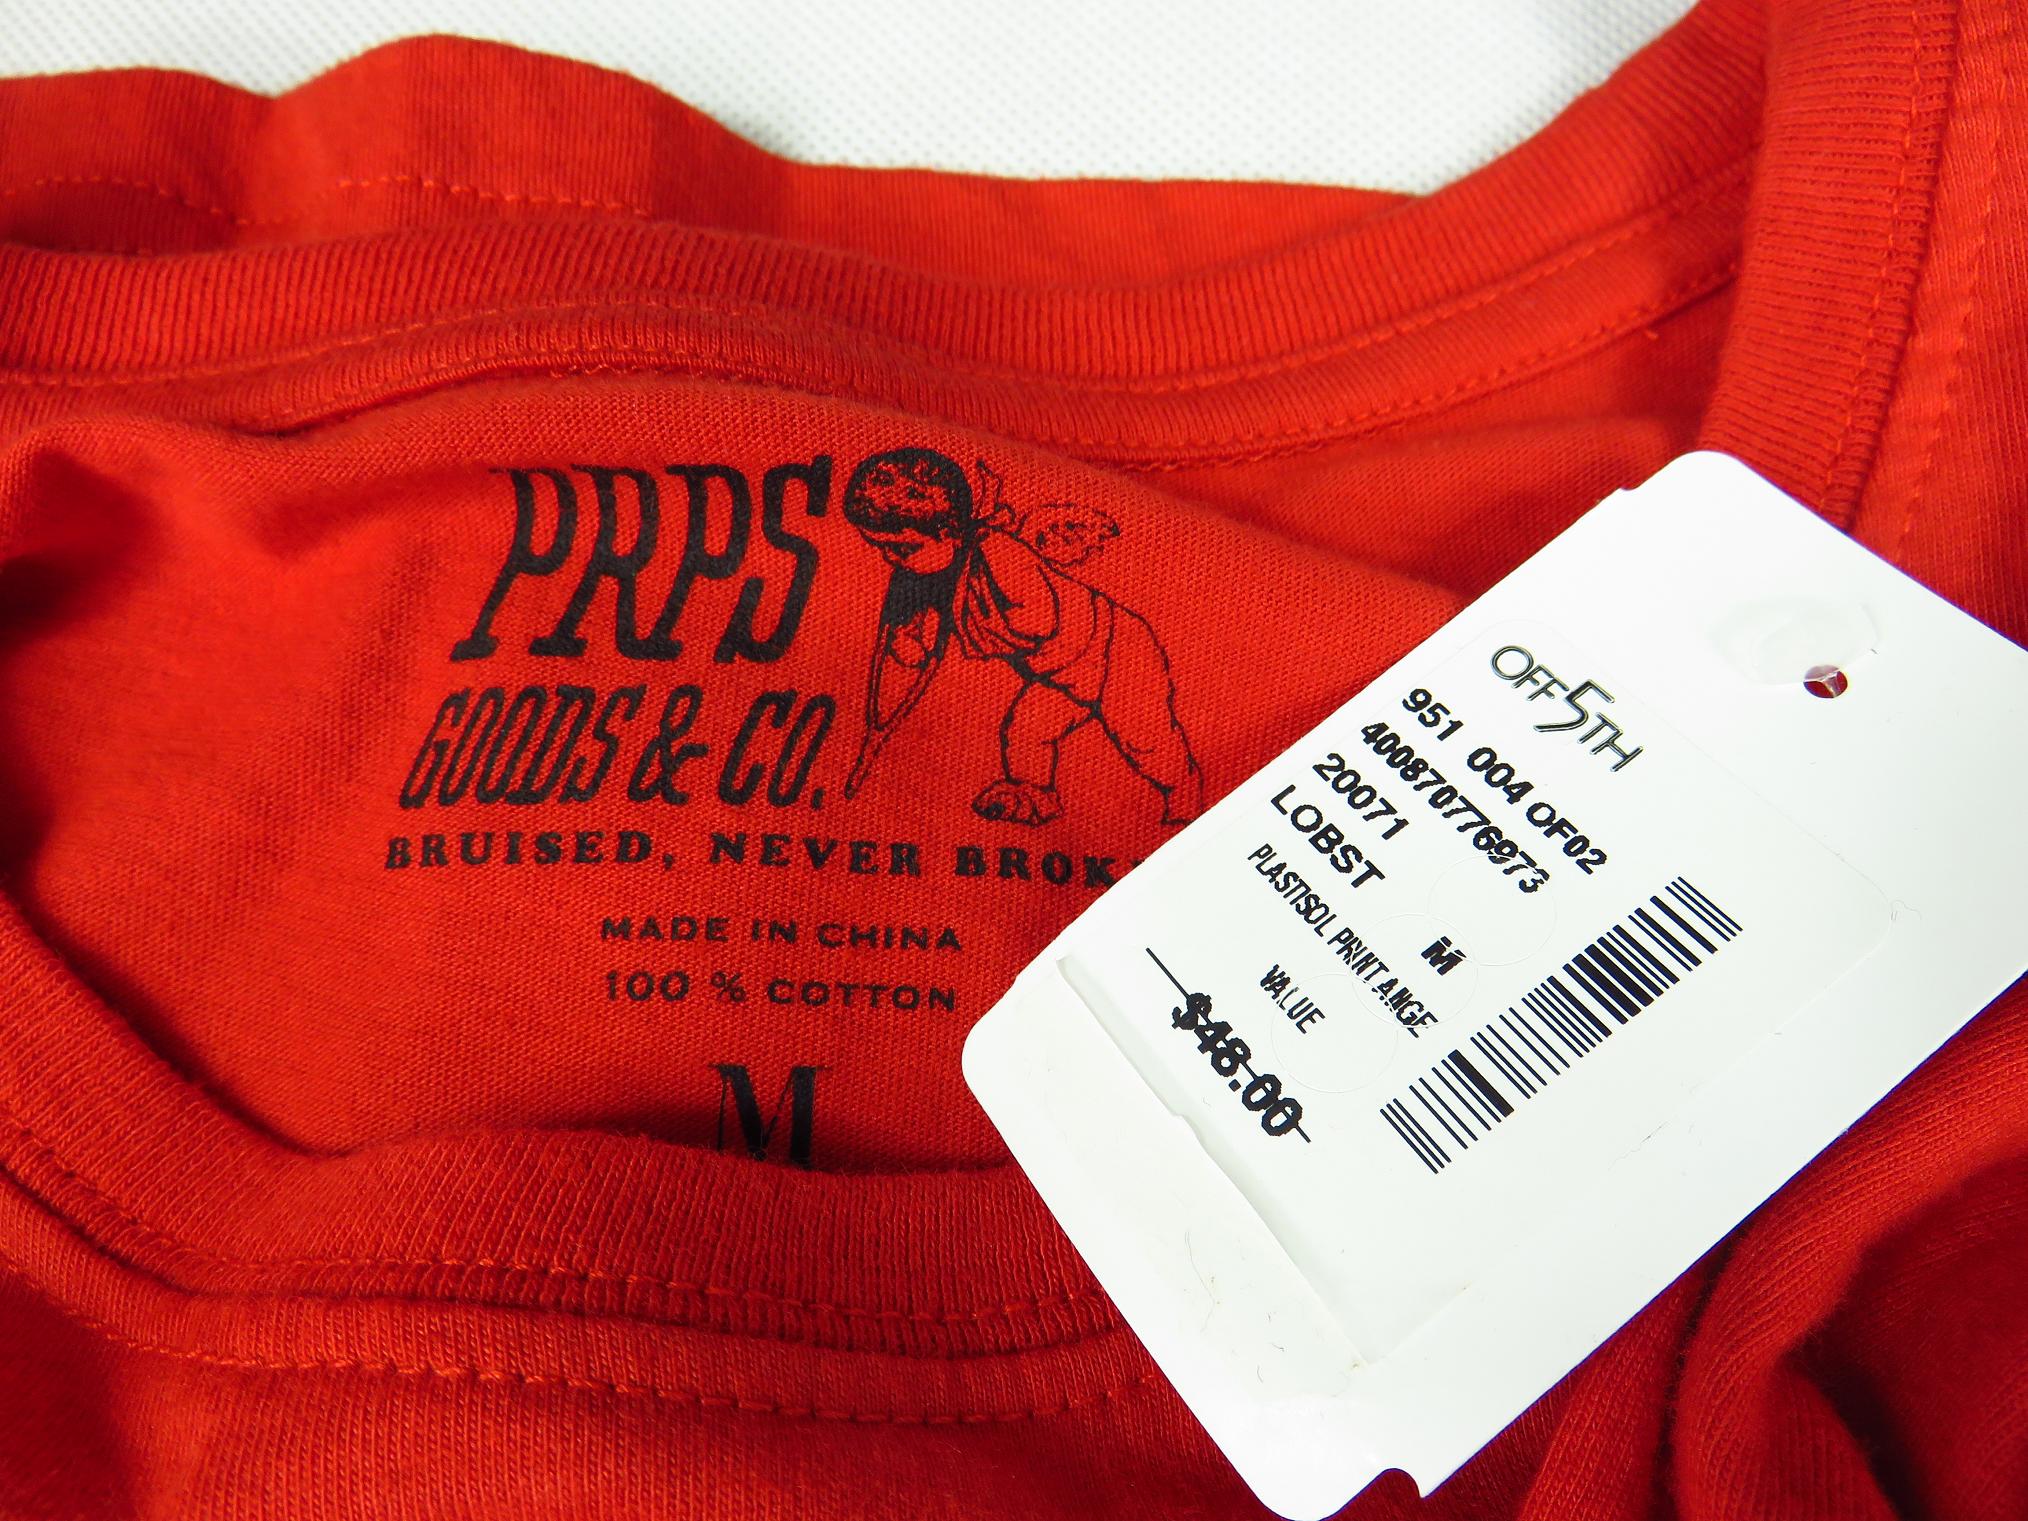 PRPS
GOODS & CO.
BRUISED, NEVER
MADE IN CHINA
100 % COTTON
M
OFF 5TH
951 004 OF02
400870776973
20071
LOBST M
PLASTISOL PRINT ANGE
VALUE
$48.00